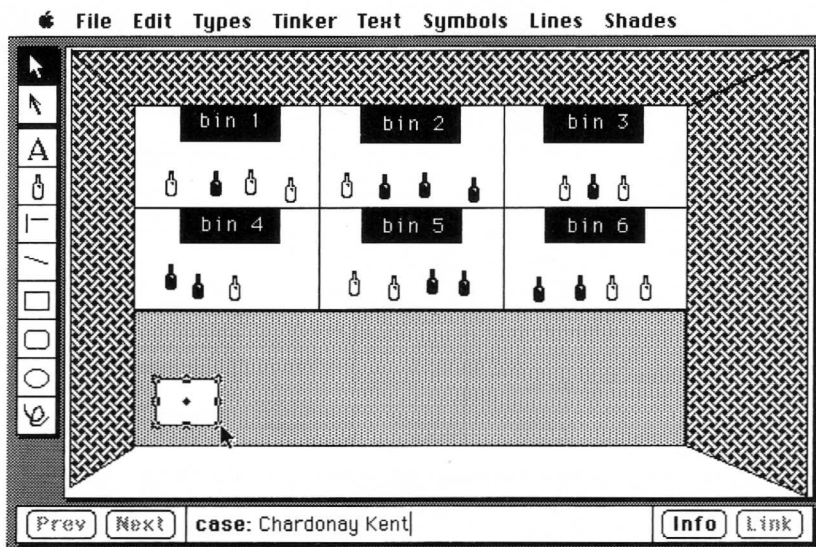 File Edit Types Tinker Text Symbols Lines Shades
bin 1 bin 2 bin 3
bin 4 bin 5 bin 6
A
Prev Next case: Chardonay Kent Info Link